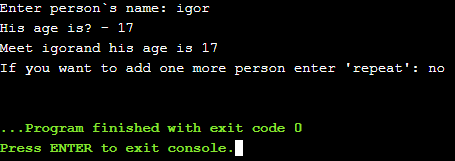 Enter person`s name: igor
His age is? - 17
Meet igorand his age is 17
If you want to add one more person enter 'repeat': no
...Program finished with exit code 0
Press ENTER to exit console.